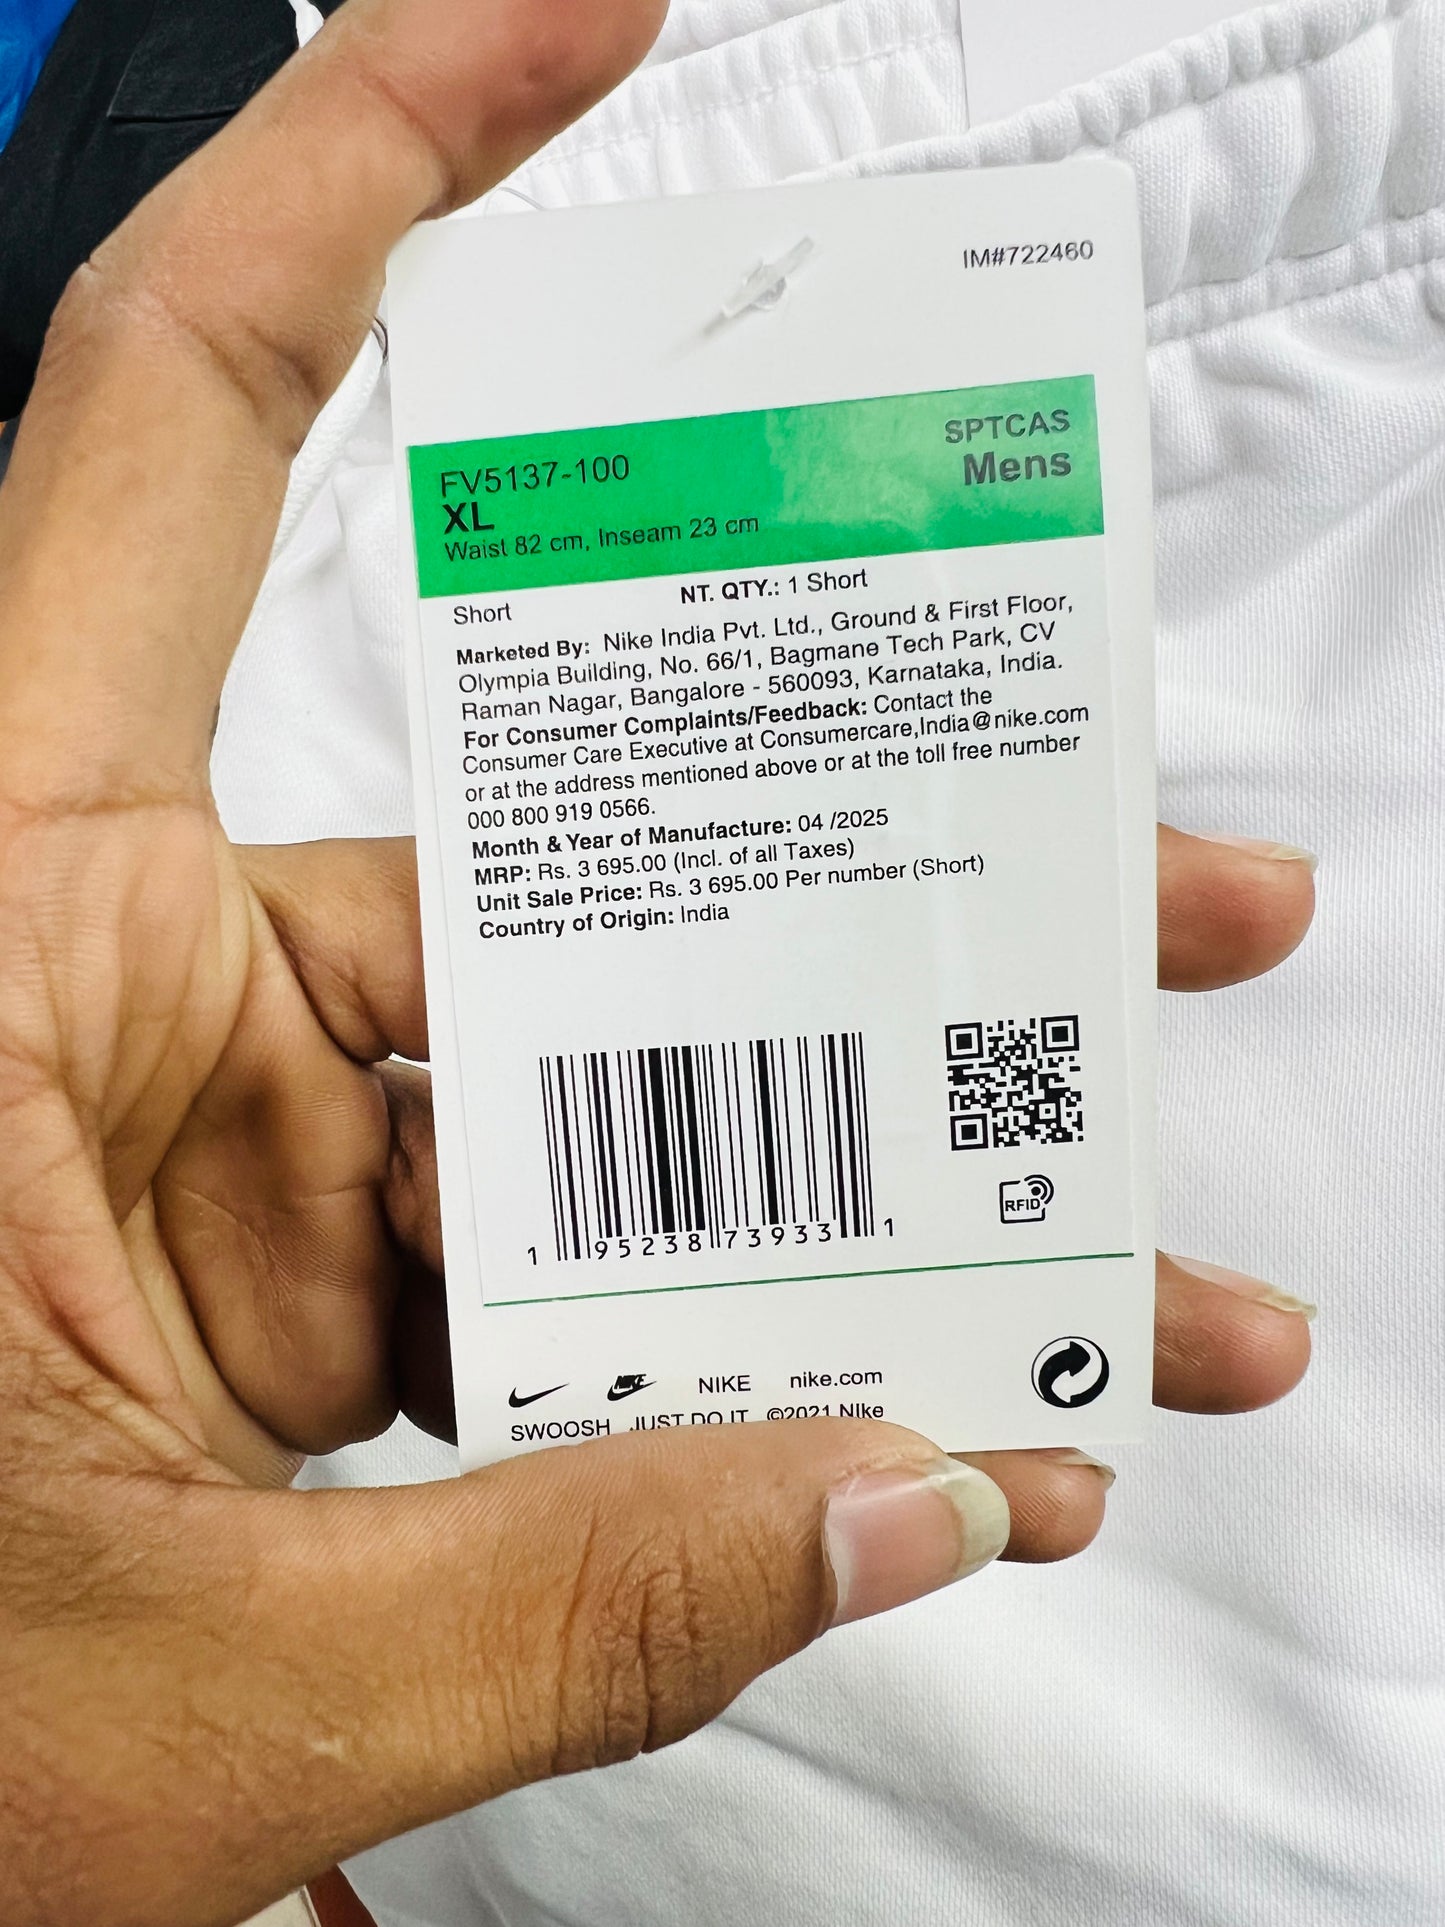 IM#722460
FV5137-100
SPTCAS
XL
Mens
Waist 82 cm, Inseam 23 cm
Short
NT. QTY.: 1 Short
Marketed By: Nike India Pvt. Ltd., Ground & First Floor,
Olympia Building, No. 66/1, Bagmane Tech Park, CV
Raman Nagar, Bangalore - 560093, Karnataka, India.
For Consumer Complaints/Feedback: Contact the
Consumer Care Executive at Consumercare,India@nike.com
or at the address mentioned above or at the toll free number
000 800 919 0566.
Month & Year of Manufacture: 04 /2025
MRP: Rs. 3 695.00 (Incl. of all Taxes)
Unit Sale Price: Rs. 3 695.00 Per number (Short)
Country of Origin: India
1 95238 73933 1
RFID
NIKE NIKE nike.com
SWOOSH JUST DO IT ©2021 NIke